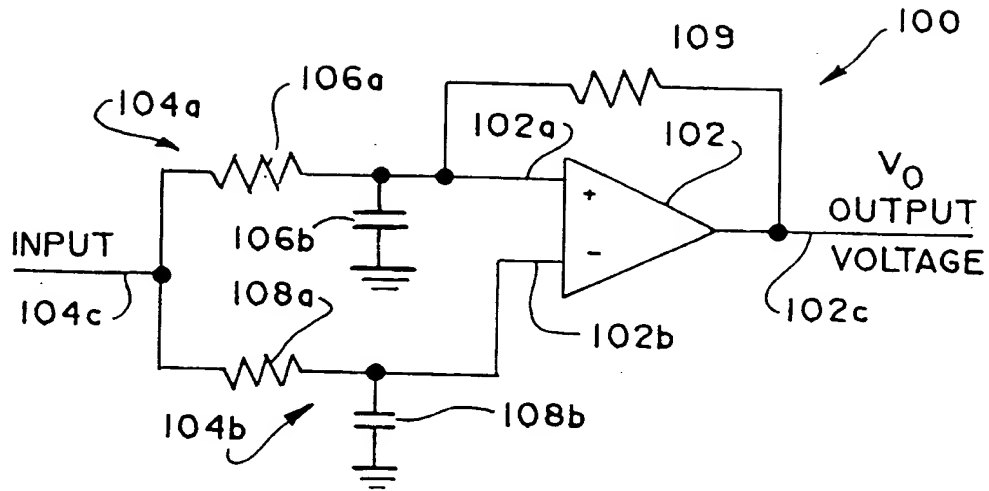 100
109
106a
104a
102a
102
+
V₀
OUTPUT
VOLTAGE
106b
INPUT
104c
108a
-
102b
102c
104b
108b